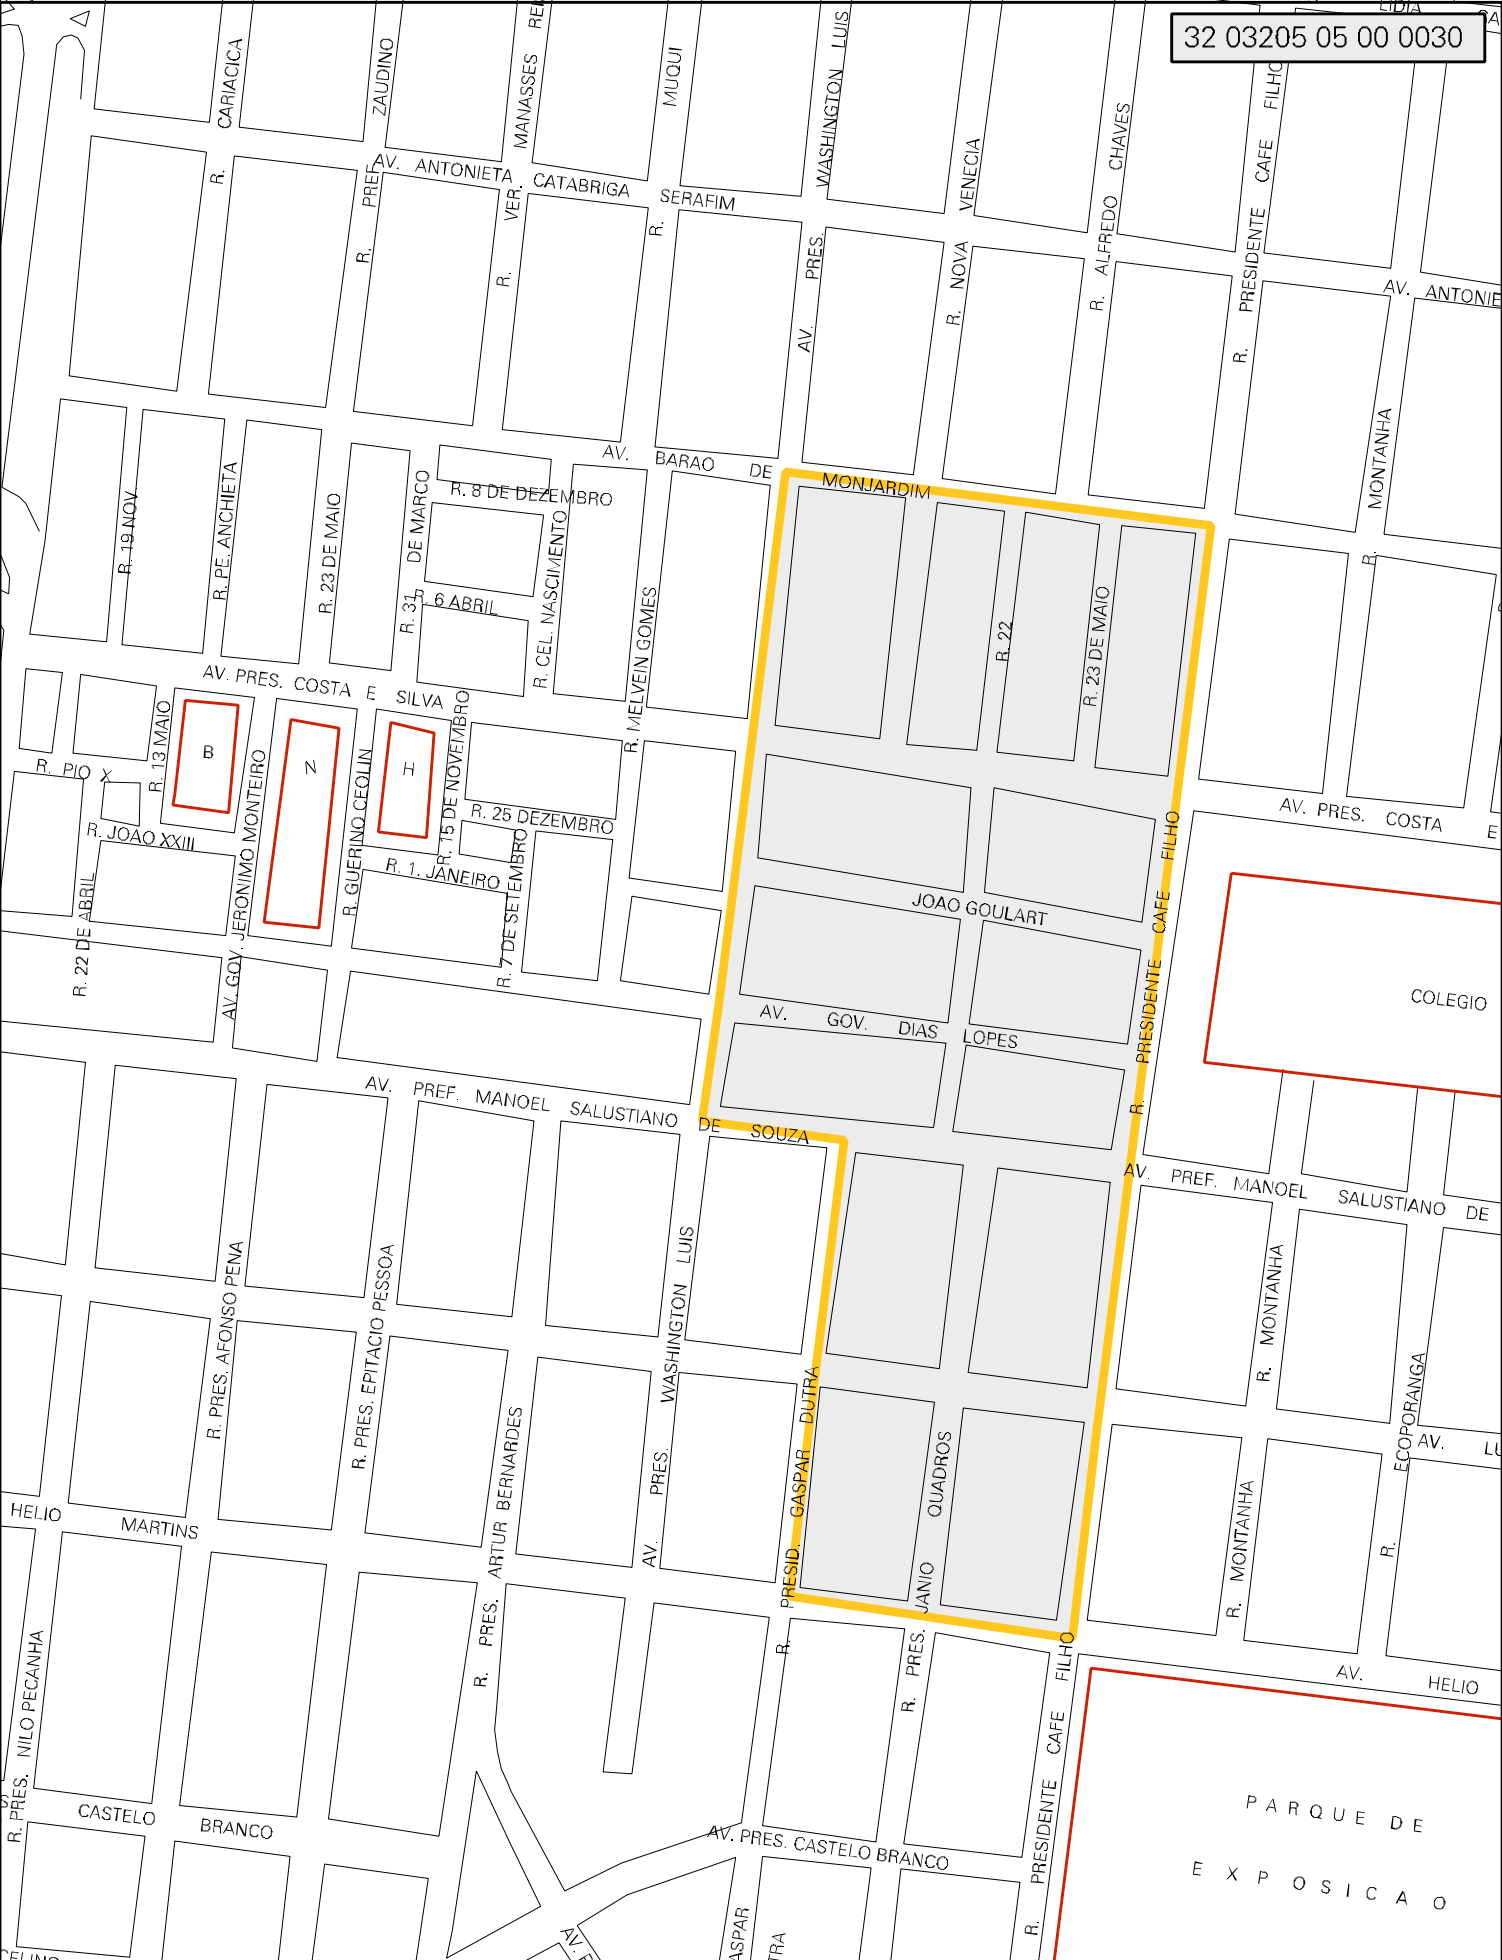 32 03205 05 00 0030
LIDIA
R. CARIACICA
R. PREF. ZAUDINO
R. VER. MANASSES
R. MUQUI
AV. PRES. WASHINGTON LUIS
R. NOVA VENECIA
R. ALFREDO CHAVES
R. PRESIDENTE CAFE FILHO
AV. ANTONIETA CATABRIGA SERAFIM
AV. ANTONIE
R. MONTANHA
AV. BARAO DE MONJARDIM
R. 8 DE DEZEMBRO
R. 19 NOV.
R. PE. ANCHIETA
R. 23 DE MAIO
R. 31 DE MARCO
R. 6 ABRIL
R. CEL. NASCIMENTO
R. MELVEIN GOMES
R. 22
R. 23 DE MAIO
AV. PRES. COSTA E SILVA
R. 13 MAIO
B
N
H
R. PIO X
R. JOAO XXIII
R. 22 DE ABRIL
AV. GOV. JERONIMO MONTEIRO
R. GUERINO CEOLIN
R. 15 DE NOVEMBRO
R. 25 DEZEMBRO
R. 1. JANEIRO
R. 7 DE SETEMBRO
AV. PRES. COSTA E
JOAO GOULART
R. PRESIDENTE CAFE FILHO
COLEGIO
AV. GOV. DIAS LOPES
AV. PREF. MANOEL SALUSTIANO DE SOUZA
AV. PREF. MANOEL SALUSTIANO DE
R. PRES. AFONSO PENA
R. PRES. EPITACIO PESSOA
R. PRES. ARTUR BERNARDES
AV. PRES. WASHINGTON LUIS
R. PRESID. GASPAR DUTRA
R. PRES. JANIO QUADROS
R. MONTANHA
R. MONTANHA
R. ECOPORANGA
AV. LU
HELIO MARTINS
AV. HELIO
R. PRES. NILO PECANHA
CASTELO BRANCO
AV. PRES. CASTELO BRANCO
R. PRESIDENTE CAFE FILHO
PARQUE DE
EXPOSICAO
ASPAR
TRA